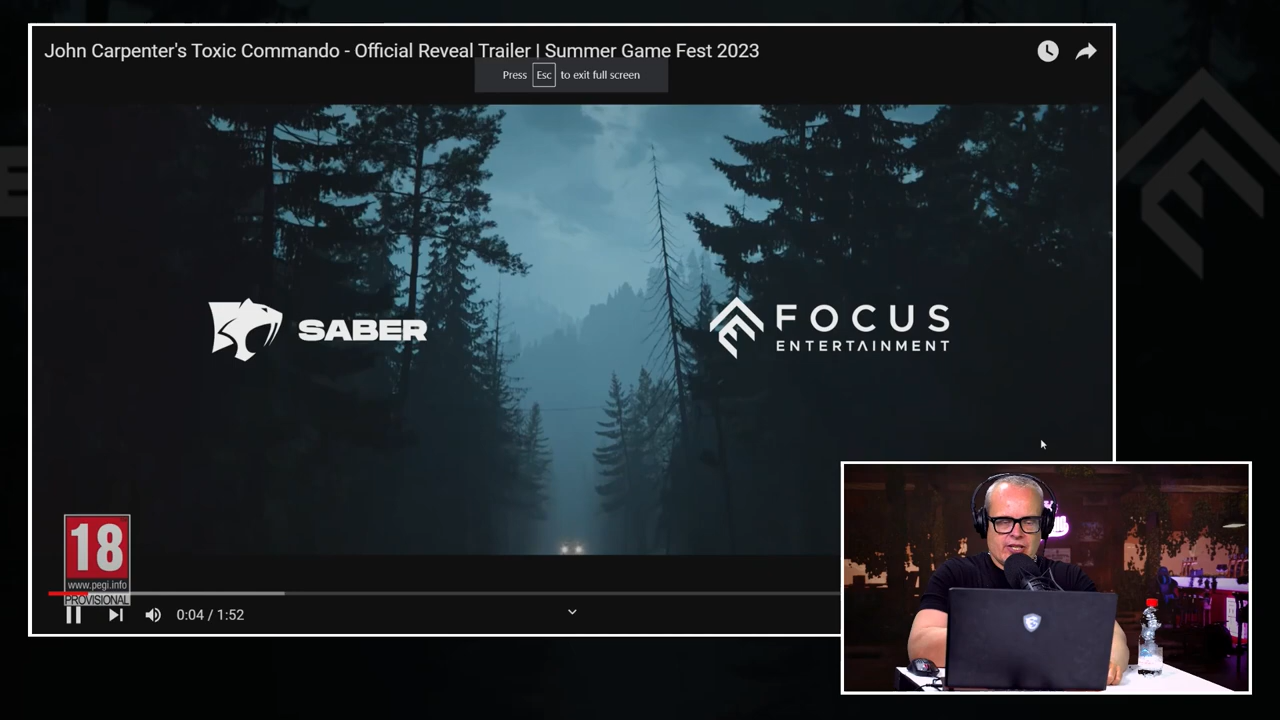 John Carpenter's Toxic Commando - Official Reveal Trailer | Summer Game Fest 2023
Press Esc to exit full screen
SABER
FOCUS
ENTERTAINMENT
18
www.pegi.info
PROVISIONAL
0:04 / 1:52